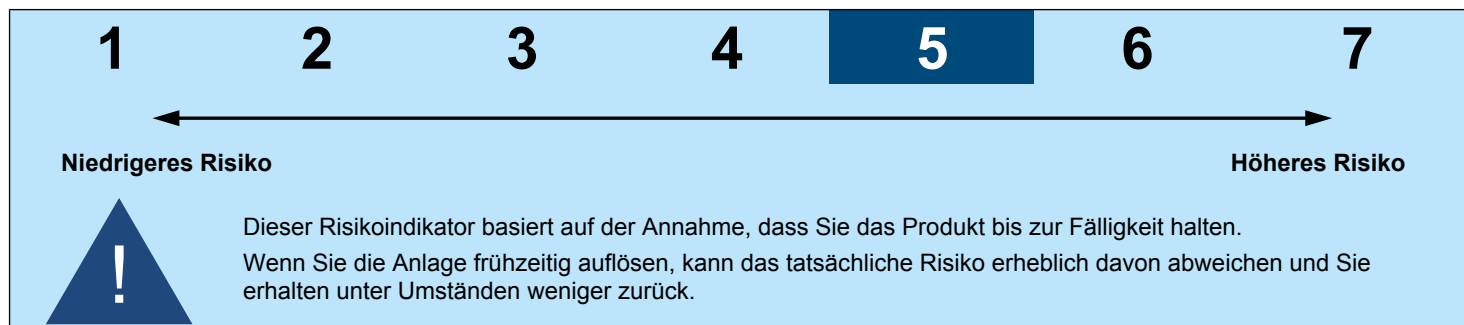 1 2 3 4 5 6 7
Niedrigeres Risiko Höheres Risiko
!
Dieser Risikoindikator basiert auf der Annahme, dass Sie das Produkt bis zur Fälligkeit halten.
Wenn Sie die Anlage frühzeitig auflösen, kann das tatsächliche Risiko erheblich davon abweichen und Sie
erhalten unter Umständen weniger zurück.